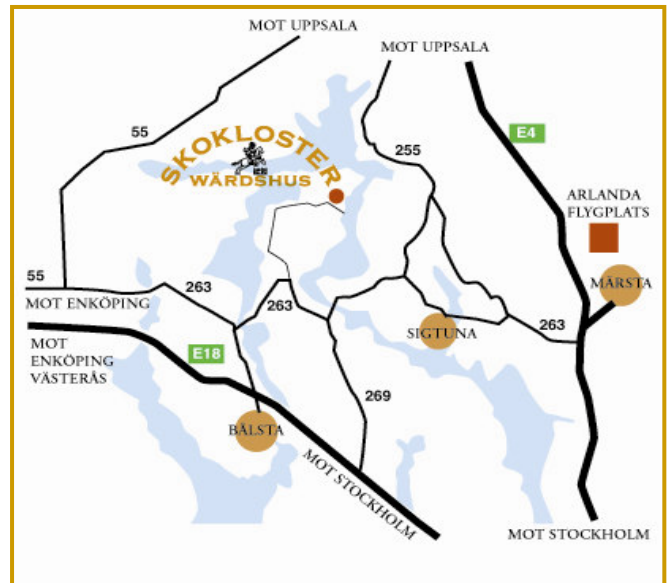 MOT UPPSALA
MOT UPPSALA
55
E4
SKOKLOSTER
WÄRDSHUS
255
ARLANDA
FLYGPLATS
55
MOT ENKÖPING
263
263
MÄRSTA
SIGTUNA
263
MOT
ENKÖPING
VÄSTERÅS
E18
269
BÅLSTA
MOT STOCKHOLM
MOT STOCKHOLM